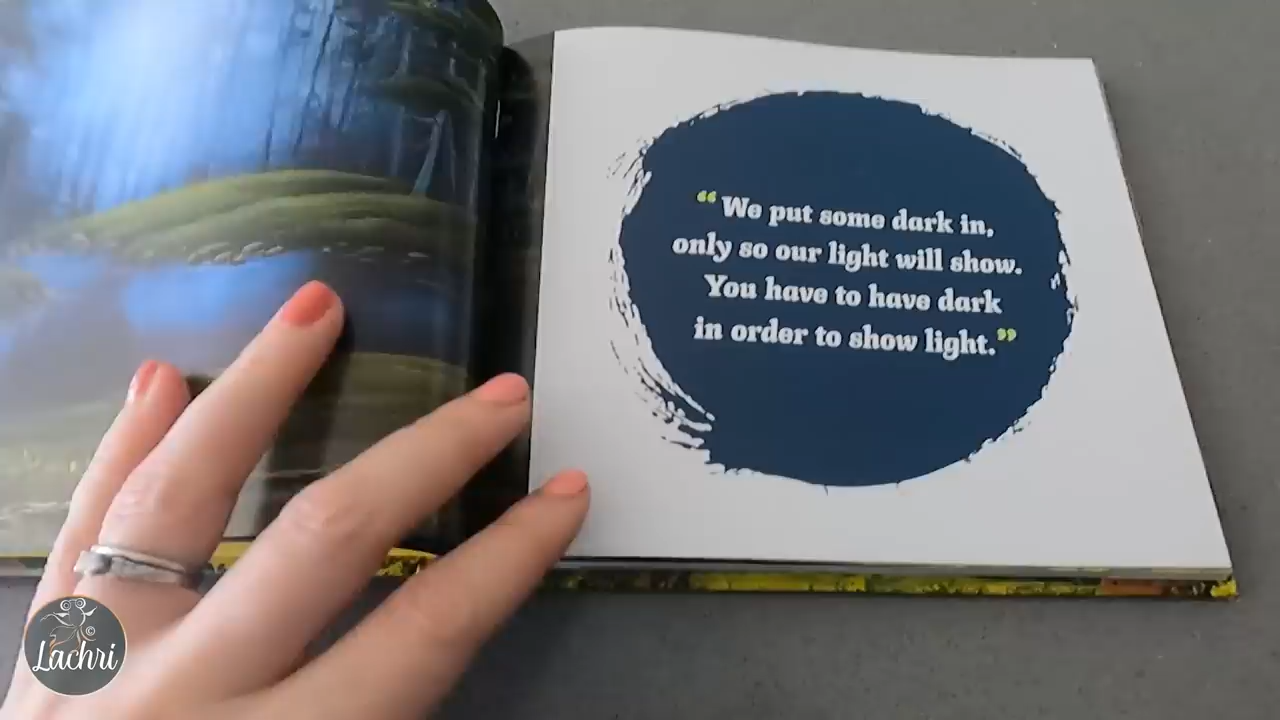 “We put some dark in,
only so our light will show.
You have to have dark
in order to show light.”
©
Lachri